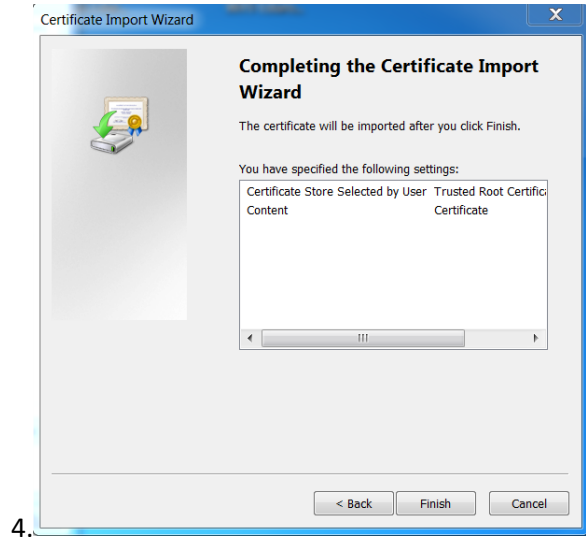 Certificate Import Wizard
Completing the Certificate Import
Wizard
The certificate will be imported after you click Finish.
You have specified the following settings:
Certificate Store Selected by User Trusted Root Certific
Content Certificate
< Back Finish Cancel
4.